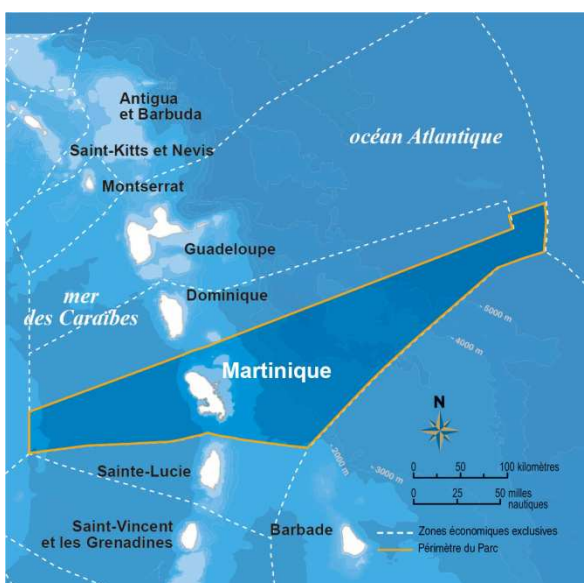 Antigua
et Barbuda
océan Atlantique
Saint-Kitts et Nevis
Montserrat
Guadeloupe
mer
des Caraïbes
Dominique
- 5000 m
- 4000 m
Martinique
N
- 2000 m
- 3000 m
Sainte-Lucie
0 50 100 kilomètres
0 25 50 milles
nautiques
Saint-Vincent
et les Grenadines
Barbade
Zones économiques exclusives
Périmètre du Parc